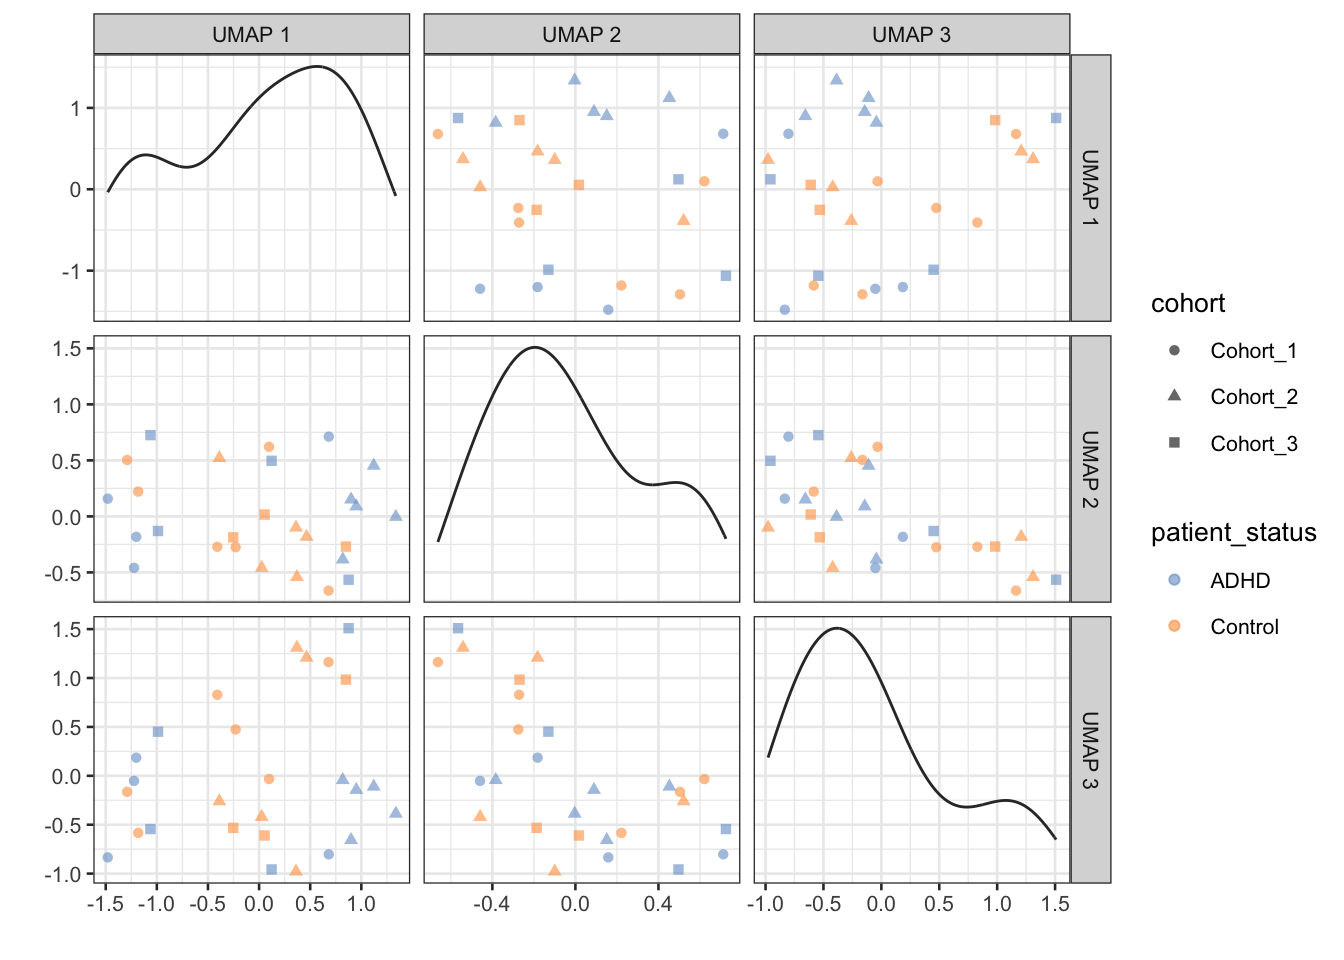 UMAP 1
UMAP 2
UMAP 3
1
0
-1
UMAP 1
1.5
1.0
0.5
0.0
-0.5
UMAP 2
1.5
1.0
0.5
0.0
-0.5
-1.0
UMAP 3
-1.5 -1.0 -0.5 0.0 0.5 1.0
-0.4 0.0 0.4
-1.0 -0.5 0.0 0.5 1.0 1.5
cohort
Cohort_1
Cohort_2
Cohort_3
patient_status
ADHD
Control